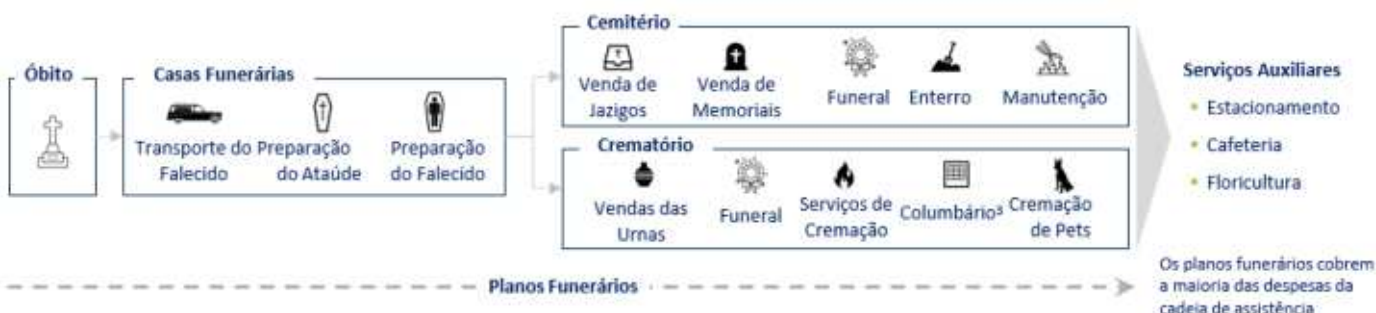 Óbito
Casas Funerárias
Transporte do
Falecido
Preparação
do Ataúde
Preparação
do Falecido
Cemitério
Venda de
Jazigos
Venda de
Memoriais
Funeral
Enterro
Manutenção
Crematório
Vendas das
Urnas
Funeral
Serviços de
Cremação
Columbário³
Cremação
de Pets
Serviços Auxiliares
• Estacionamento
• Cafeteria
• Floricultura
Planos Funerários
Os planos funerários cobrem
a maioria das despesas da
cadeia de assistência